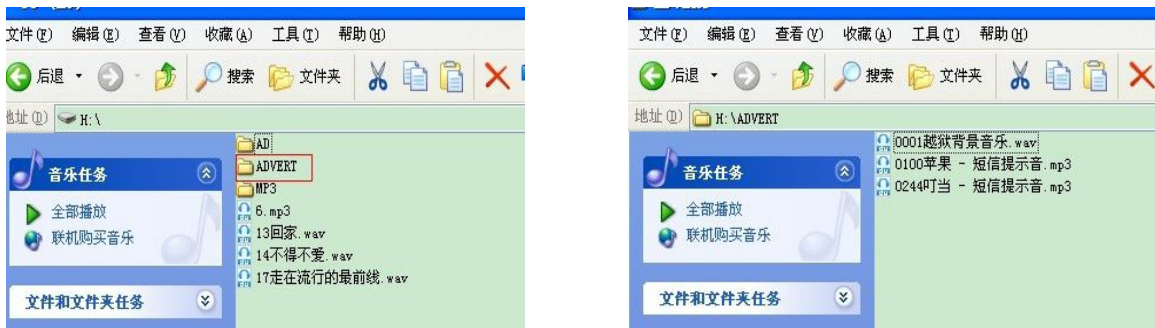 文件(F) 编辑(E) 查看(V) 收藏(A) 工具(T) 帮助(H)
后退 搜索 文件夹
地址(D) H:\
音乐任务
全部播放
联机购买音乐
文件和文件夹任务
AD
ADVERT
MP3
6.mp3
13回家.wav
14不得不爱.wav
17走在流行的最前线.wav
文件(F) 编辑(E) 查看(V) 收藏(A) 工具(T) 帮助(H)
后退 搜索 文件夹
地址(D) H:\ADVERT
音乐任务
全部播放
联机购买音乐
文件和文件夹任务
0001越狱背景音乐.wav
0100苹果 - 短信提示音.mp3
0244叮当 - 短信提示音.mp3